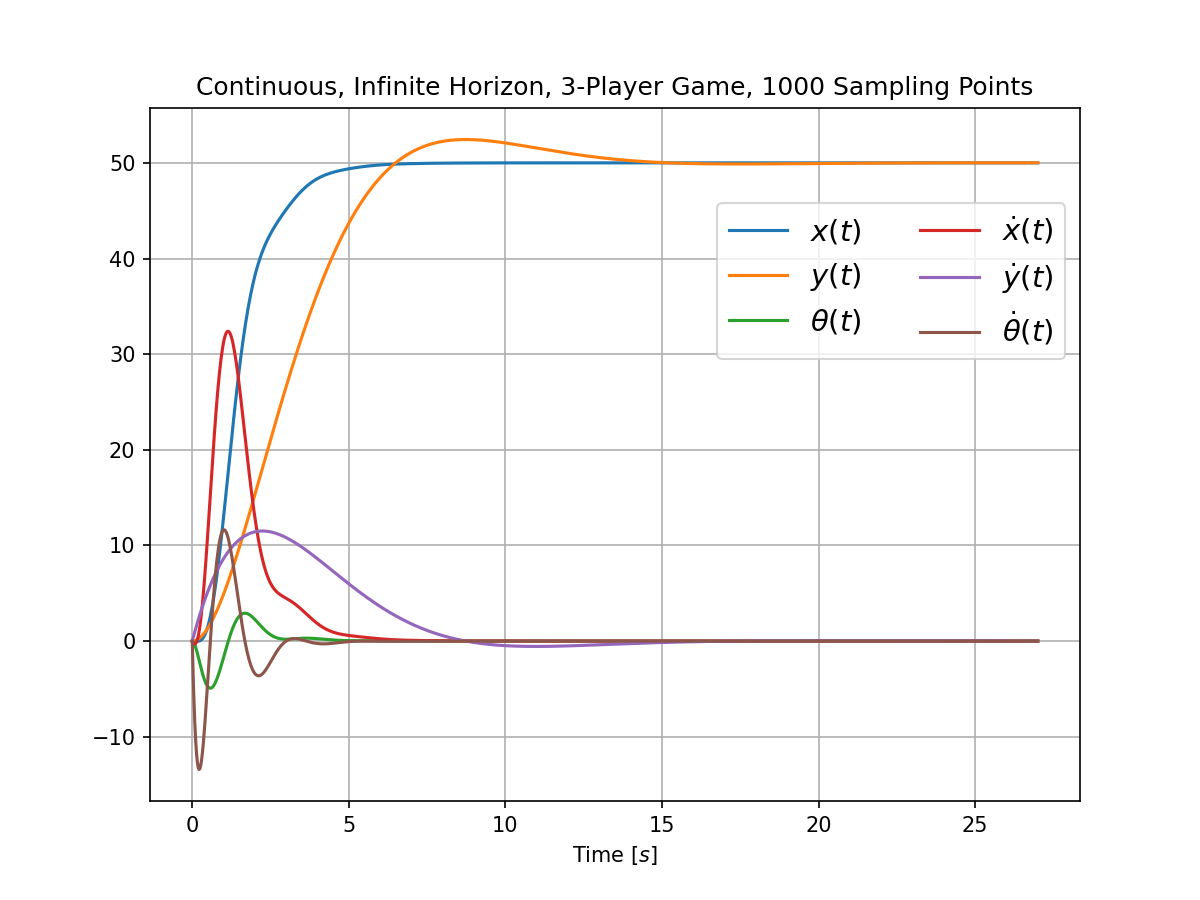 Continuous, Infinite Horizon, 3-Player Game, 1000 Sampling Points
50
40
30
20
10
0
−10
x(t)
y(t)
θ(t)
ẋ(t)
ẏ(t)
θ̇(t)
0 5 10 15 20 25
Time [s]